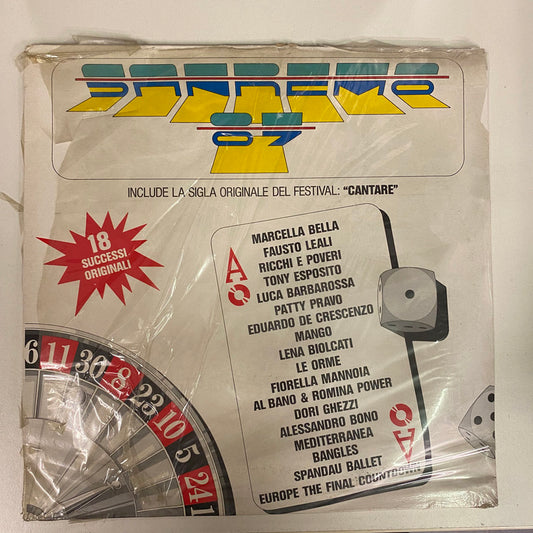 SANREMO
87
INCLUDE LA SIGLA ORIGINALE DEL FESTIVAL: "CANTARE"
18
SUCCESSI
ORIGINALI
A
MARCELLA BELLA
FAUSTO LEALI
RICCHI E POVERI
TONY ESPOSITO
LUCA BARBAROSSA
PATTY PRAVO
EDUARDO DE CRESCENZO
MANGO
LENA BIOLCATI
LE ORME
FIORELLA MANNOIA
AL BANO & ROMINA POWER
DORI GHEZZI
ALESSANDRO BONO
MEDITERRANEA
BANGLES
SPANDAU BALLET
EUROPE THE FINAL COUNTDOWN
A
6 11 30 8 23 10 5 24